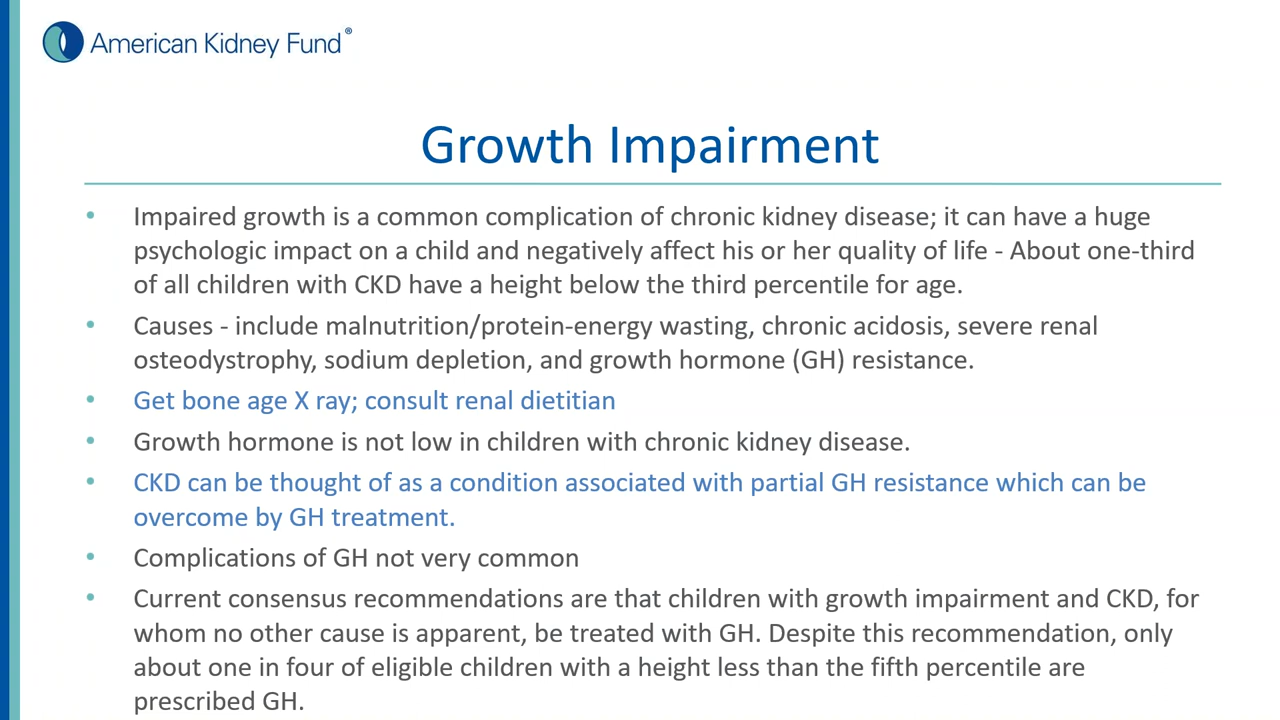 American Kidney Fund®
Growth Impairment
• Impaired growth is a common complication of chronic kidney disease; it can have a huge
psychologic impact on a child and negatively affect his or her quality of life - About one-third
of all children with CKD have a height below the third percentile for age.
• Causes - include malnutrition/protein-energy wasting, chronic acidosis, severe renal
osteodystrophy, sodium depletion, and growth hormone (GH) resistance.
• Get bone age X ray; consult renal dietitian
• Growth hormone is not low in children with chronic kidney disease.
• CKD can be thought of as a condition associated with partial GH resistance which can be
overcome by GH treatment.
• Complications of GH not very common
• Current consensus recommendations are that children with growth impairment and CKD, for
whom no other cause is apparent, be treated with GH. Despite this recommendation, only
about one in four of eligible children with a height less than the fifth percentile are
prescribed GH.